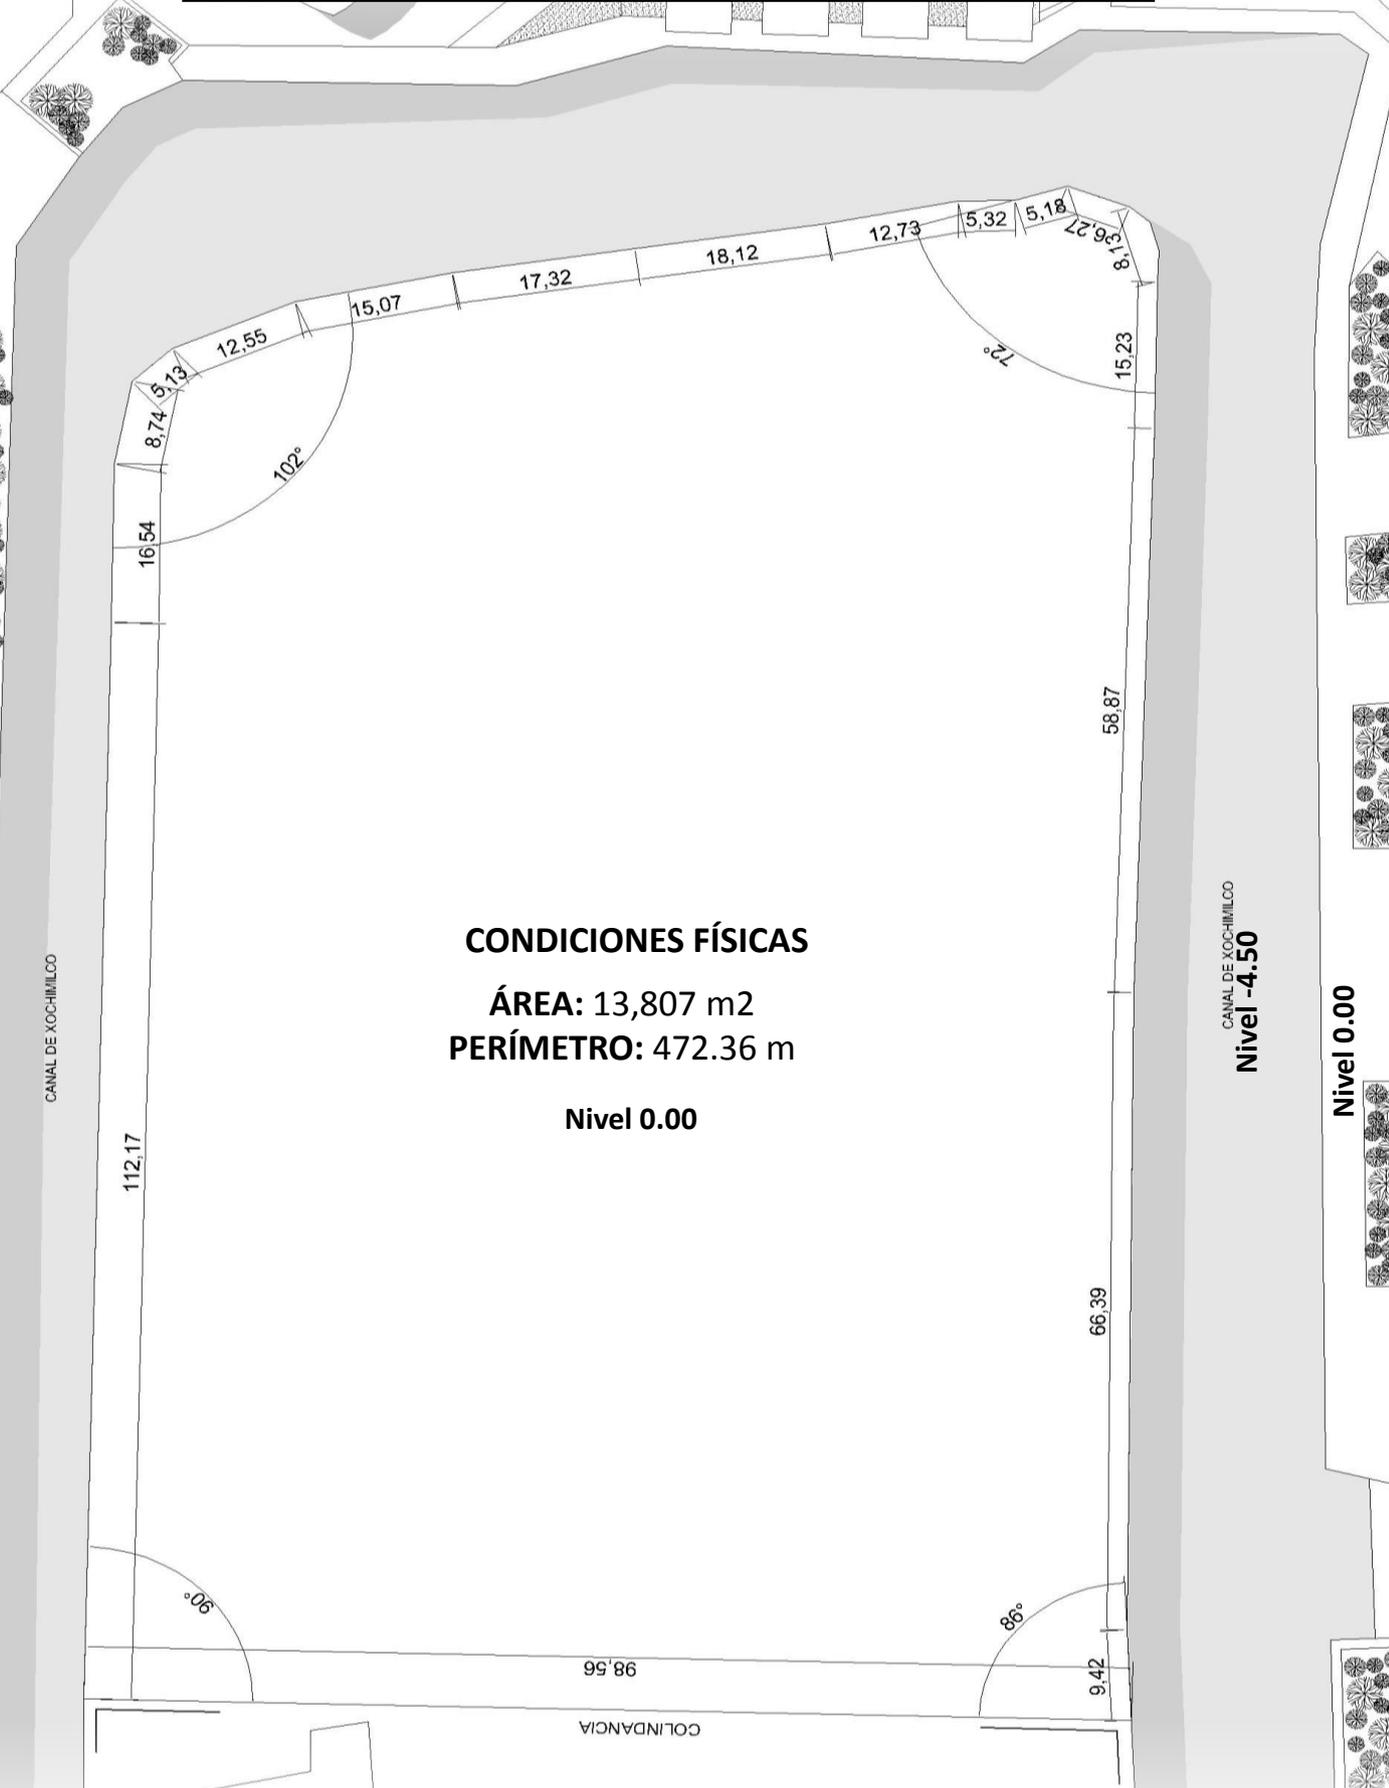 5,32
5,18
6,27
12,73
8,13
18,12
17,32
15,07
12,55
72°
15,23
5,13
8,74
102°
16,54
58,87
CONDICIONES FÍSICAS
ÁREA: 13,807 m2
PERÍMETRO: 472.36 m
Nivel 0.00
CANAL DE XOCHIMILCO
CANAL DE XOCHIMILCO
Nivel -4.50
Nivel 0.00
112,17
66,39
90°
86°
98,56
9,42
COLINDANCIA